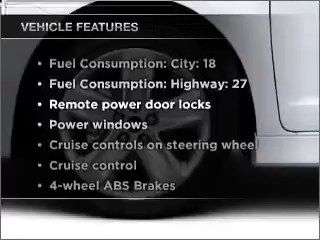 VEHICLE FEATURES
• Fuel Consumption: City: 18
• Fuel Consumption: Highway: 27
• Remote power door locks
• Power windows
• Cruise controls on steering wheel
• Cruise control
• 4-wheel ABS Brakes